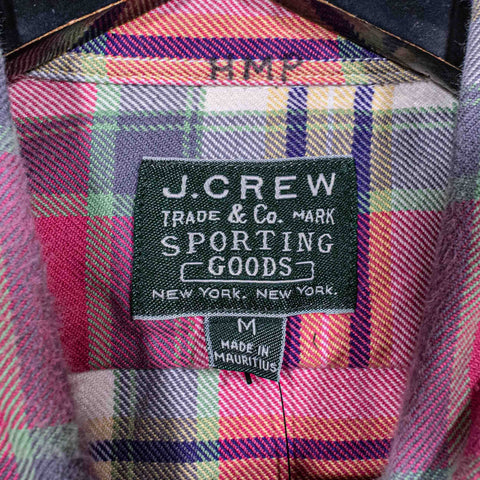 HMP
J.CREW
TRADE & Co. MARK
SPORTING
GOODS
NEW YORK, NEW YORK.
M
MADE IN
MAURITIUS